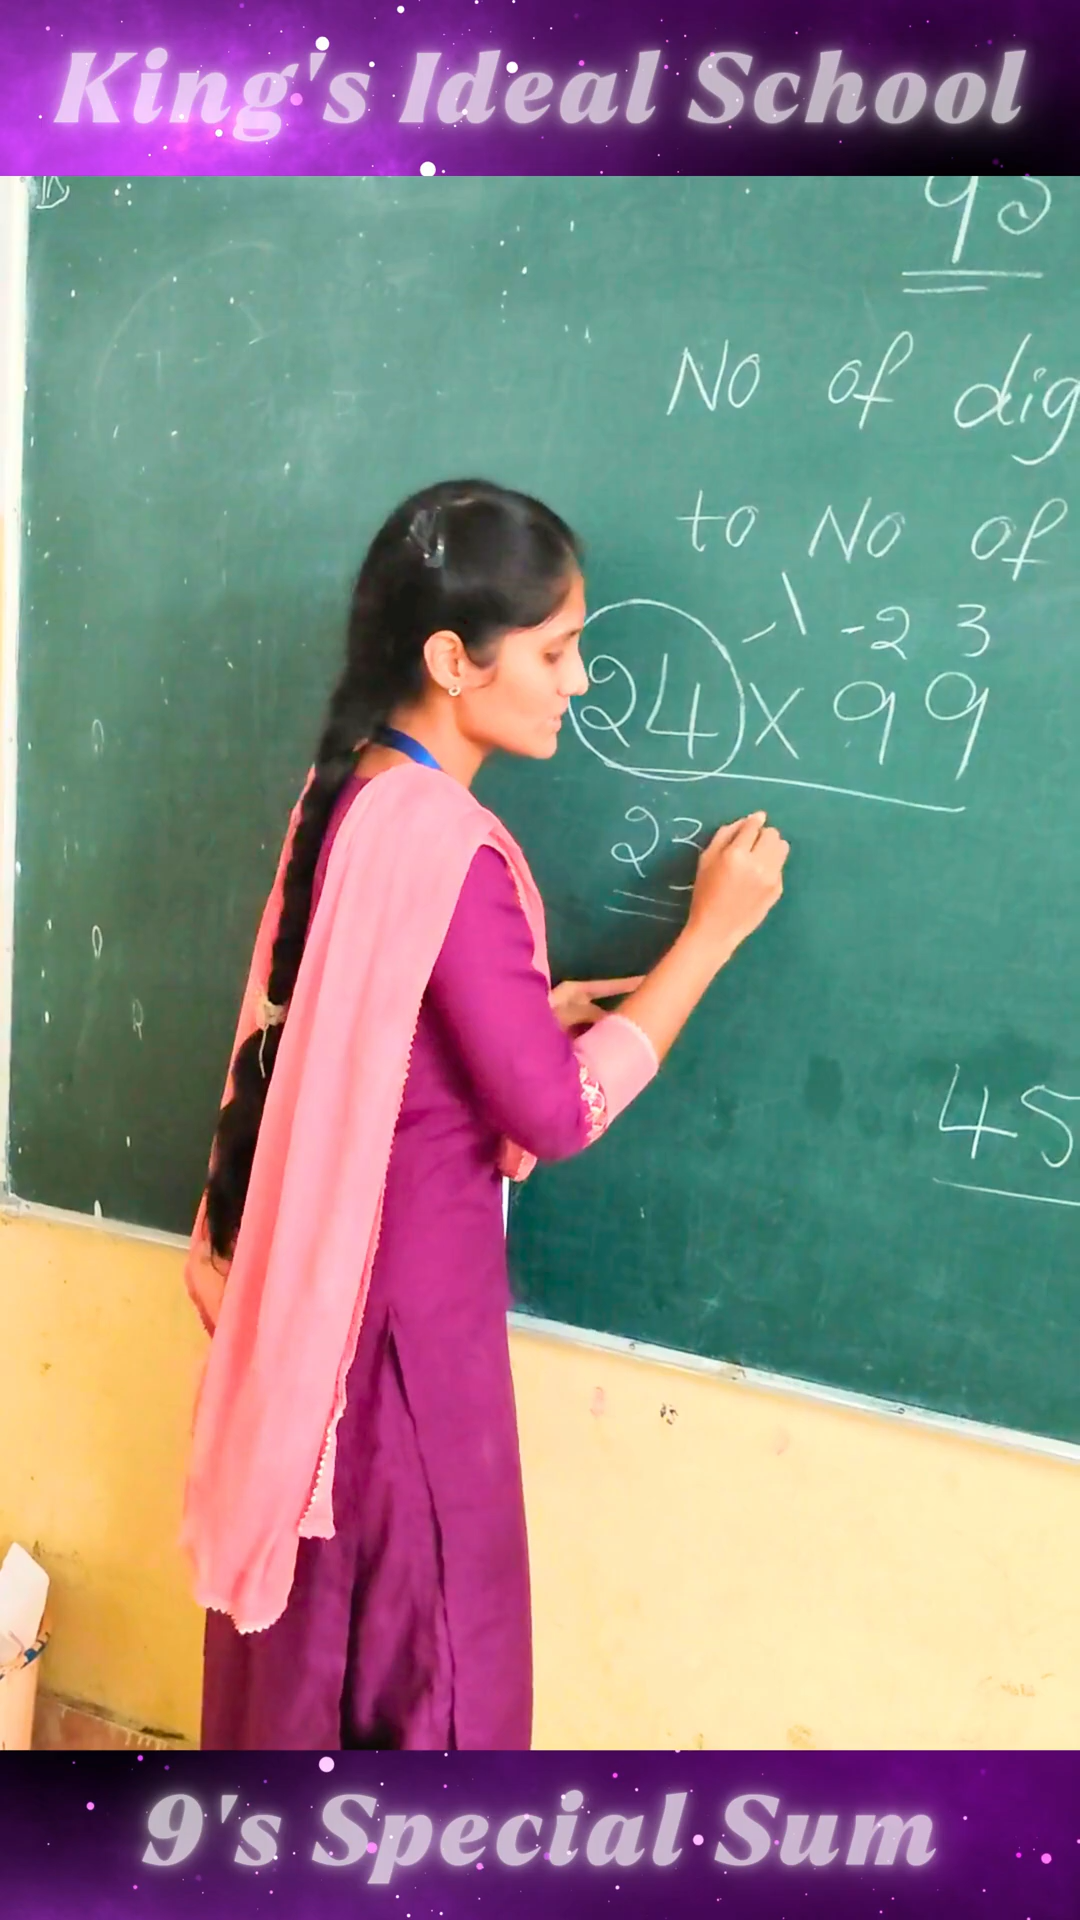 King's Ideal School
No of dig
to No of
-1 -2 3
24 x 99
23
45
9's Special Sum